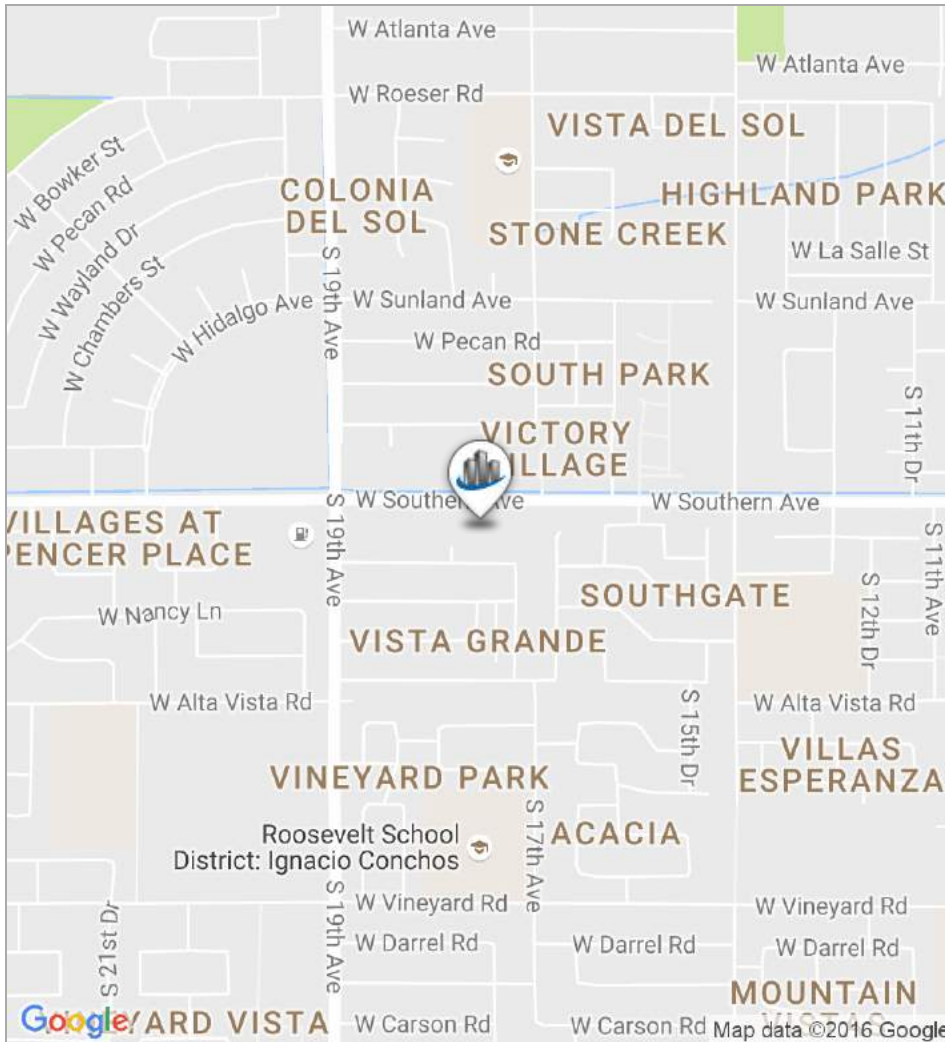 W Atlanta Ave
W Atlanta Ave
W Roeser Rd
VISTA DEL SOL
W Bowker St
W Pecan Rd
COLONIA
DEL SOL
HIGHLAND PARK
STONE CREEK
W Wayland Dr
W La Salle St
W Chambers St
S 19th Ave
W Hidalgo Ave
W Sunland Ave
W Sunland Ave
W Pecan Rd
SOUTH PARK
S 11th Dr
VICTORY
ILLAGE
W Southern Ave
W Southern Ave
VILLAGES AT
PENCER PLACE
S 19th Ave
S 11th Ave
SOUTHGATE
S 12th Dr
W Nancy Ln
VISTA GRANDE
W Alta Vista Rd
S 15th Dr
W Alta Vista Rd
VILLAS
ESPERANZA
VINEYARD PARK
Roosevelt School
District: Ignacio Conchos
S 17th Ave
ACACIA
S 19th Ave
W Vineyard Rd
W Vineyard Rd
S 21st Dr
W Darrel Rd
W Darrel Rd
W Darrel Rd
MOUNTAIN
VISTAS
Google
YARD VISTA
W Carson Rd
W Carson Rd
Map data ©2016 Google